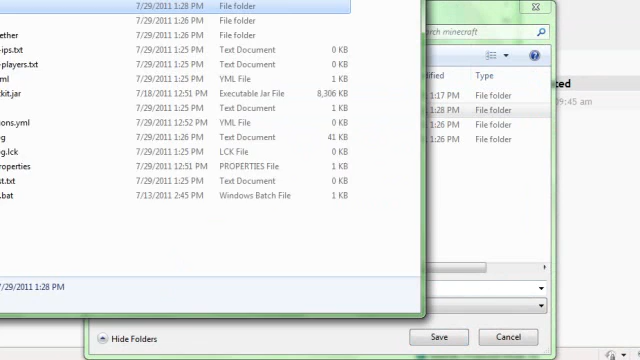 7/29/2011 1:28 PM File folder
7/29/2011 1:26 PM File folder
ether 7/29/2011 1:26 PM File folder
-ips.txt 7/29/2011 1:25 PM Text Document 0 KB
-players.txt 7/29/2011 1:25 PM Text Document 0 KB
ml 7/29/2011 1:25 PM YML File 1 KB
kit.jar 7/18/2011 12:51 PM Executable Jar File 8,306 KB
7/29/2011 1:25 PM Text Document 0 KB
ons.yml 7/29/2011 12:52 PM YML File 0 KB
g 7/29/2011 1:26 PM Text Document 41 KB
g.lck 7/29/2011 1:25 PM LCK File 0 KB
operties 7/29/2011 12:51 PM PROPERTIES File 1 KB
st.txt 7/29/2011 1:25 PM Text Document 0 KB
.bat 7/13/2011 2:45 PM Windows Batch File 1 KB
7/29/2011 1:28 PM
rch minecraft
dified Type
1:17 PM File folder
1:28 PM File folder
1:26 PM File folder
1:26 PM File folder
Hide Folders Save Cancel
ted
09:45 am